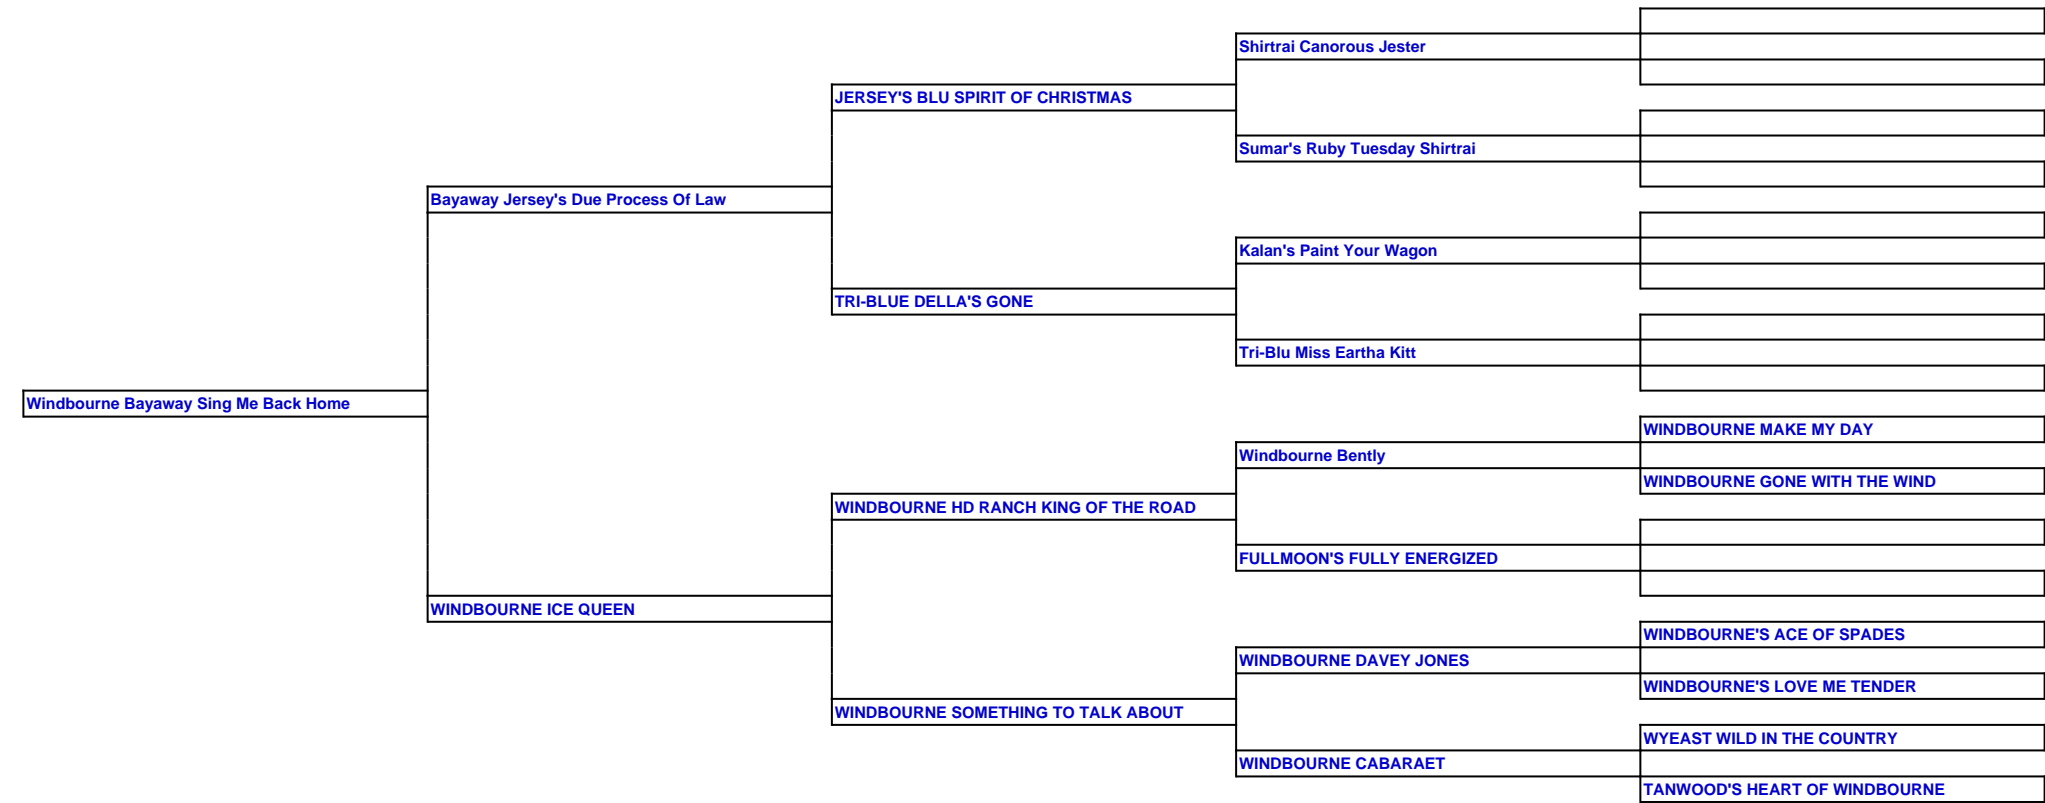 Shirtrai Canorous Jester
JERSEY'S BLU SPIRIT OF CHRISTMAS
Sumar's Ruby Tuesday Shirtrai
Bayaway Jersey's Due Process Of Law
Kalan's Paint Your Wagon
TRI-BLUE DELLA'S GONE
Tri-Blu Miss Eartha Kitt
Windbourne Bayaway Sing Me Back Home
WINDBOURNE MAKE MY DAY
Windbourne Bently
WINDBOURNE GONE WITH THE WIND
WINDBOURNE HD RANCH KING OF THE ROAD
FULLMOON'S FULLY ENERGIZED
WINDBOURNE ICE QUEEN
WINDBOURNE'S ACE OF SPADES
WINDBOURNE DAVEY JONES
WINDBOURNE'S LOVE ME TENDER
WINDBOURNE SOMETHING TO TALK ABOUT
WYEAST WILD IN THE COUNTRY
WINDBOURNE CABARAET
TANWOOD'S HEART OF WINDBOURNE